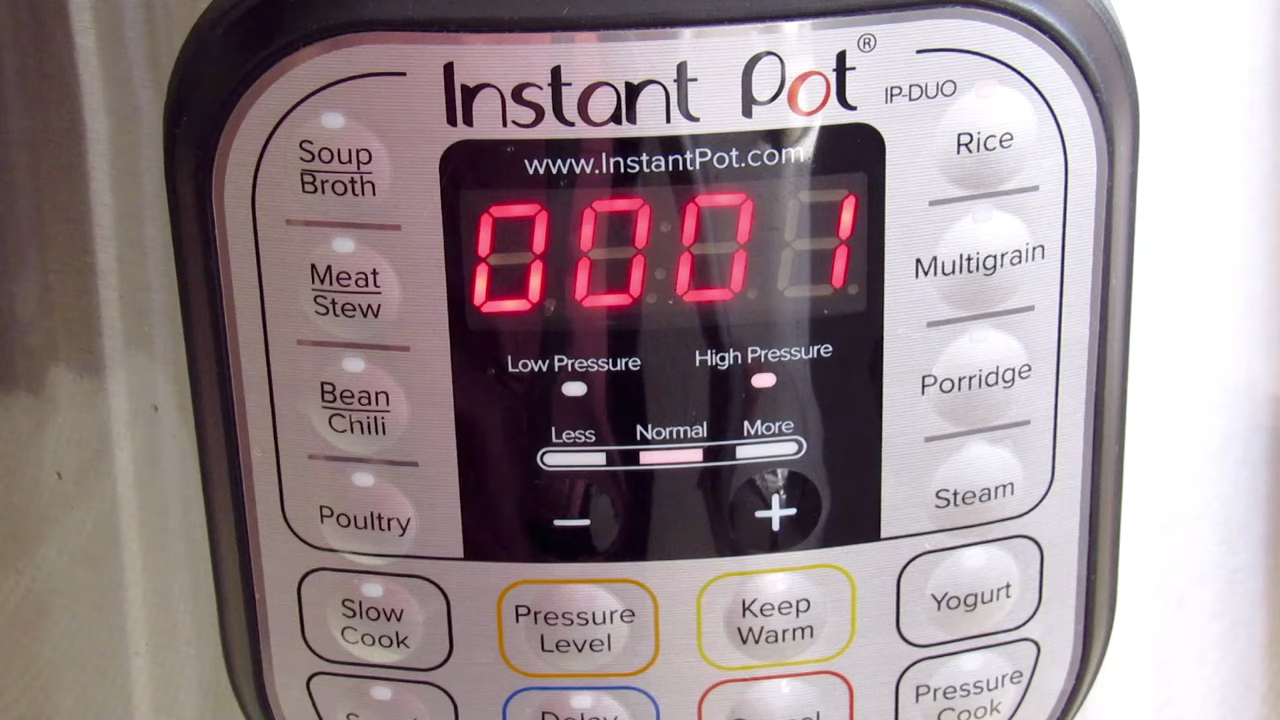 Instant Pot®
IP-DUO
www.InstantPot.com
0001
Soup
Broth
Meat
Stew
Bean
Chili
Poultry
Rice
Multigrain
Porridge
Steam
Low Pressure
High Pressure
Less
Normal
More
−
+
Slow
Cook
Pressure
Level
Keep
Warm
Yogurt
Pressure
Cook